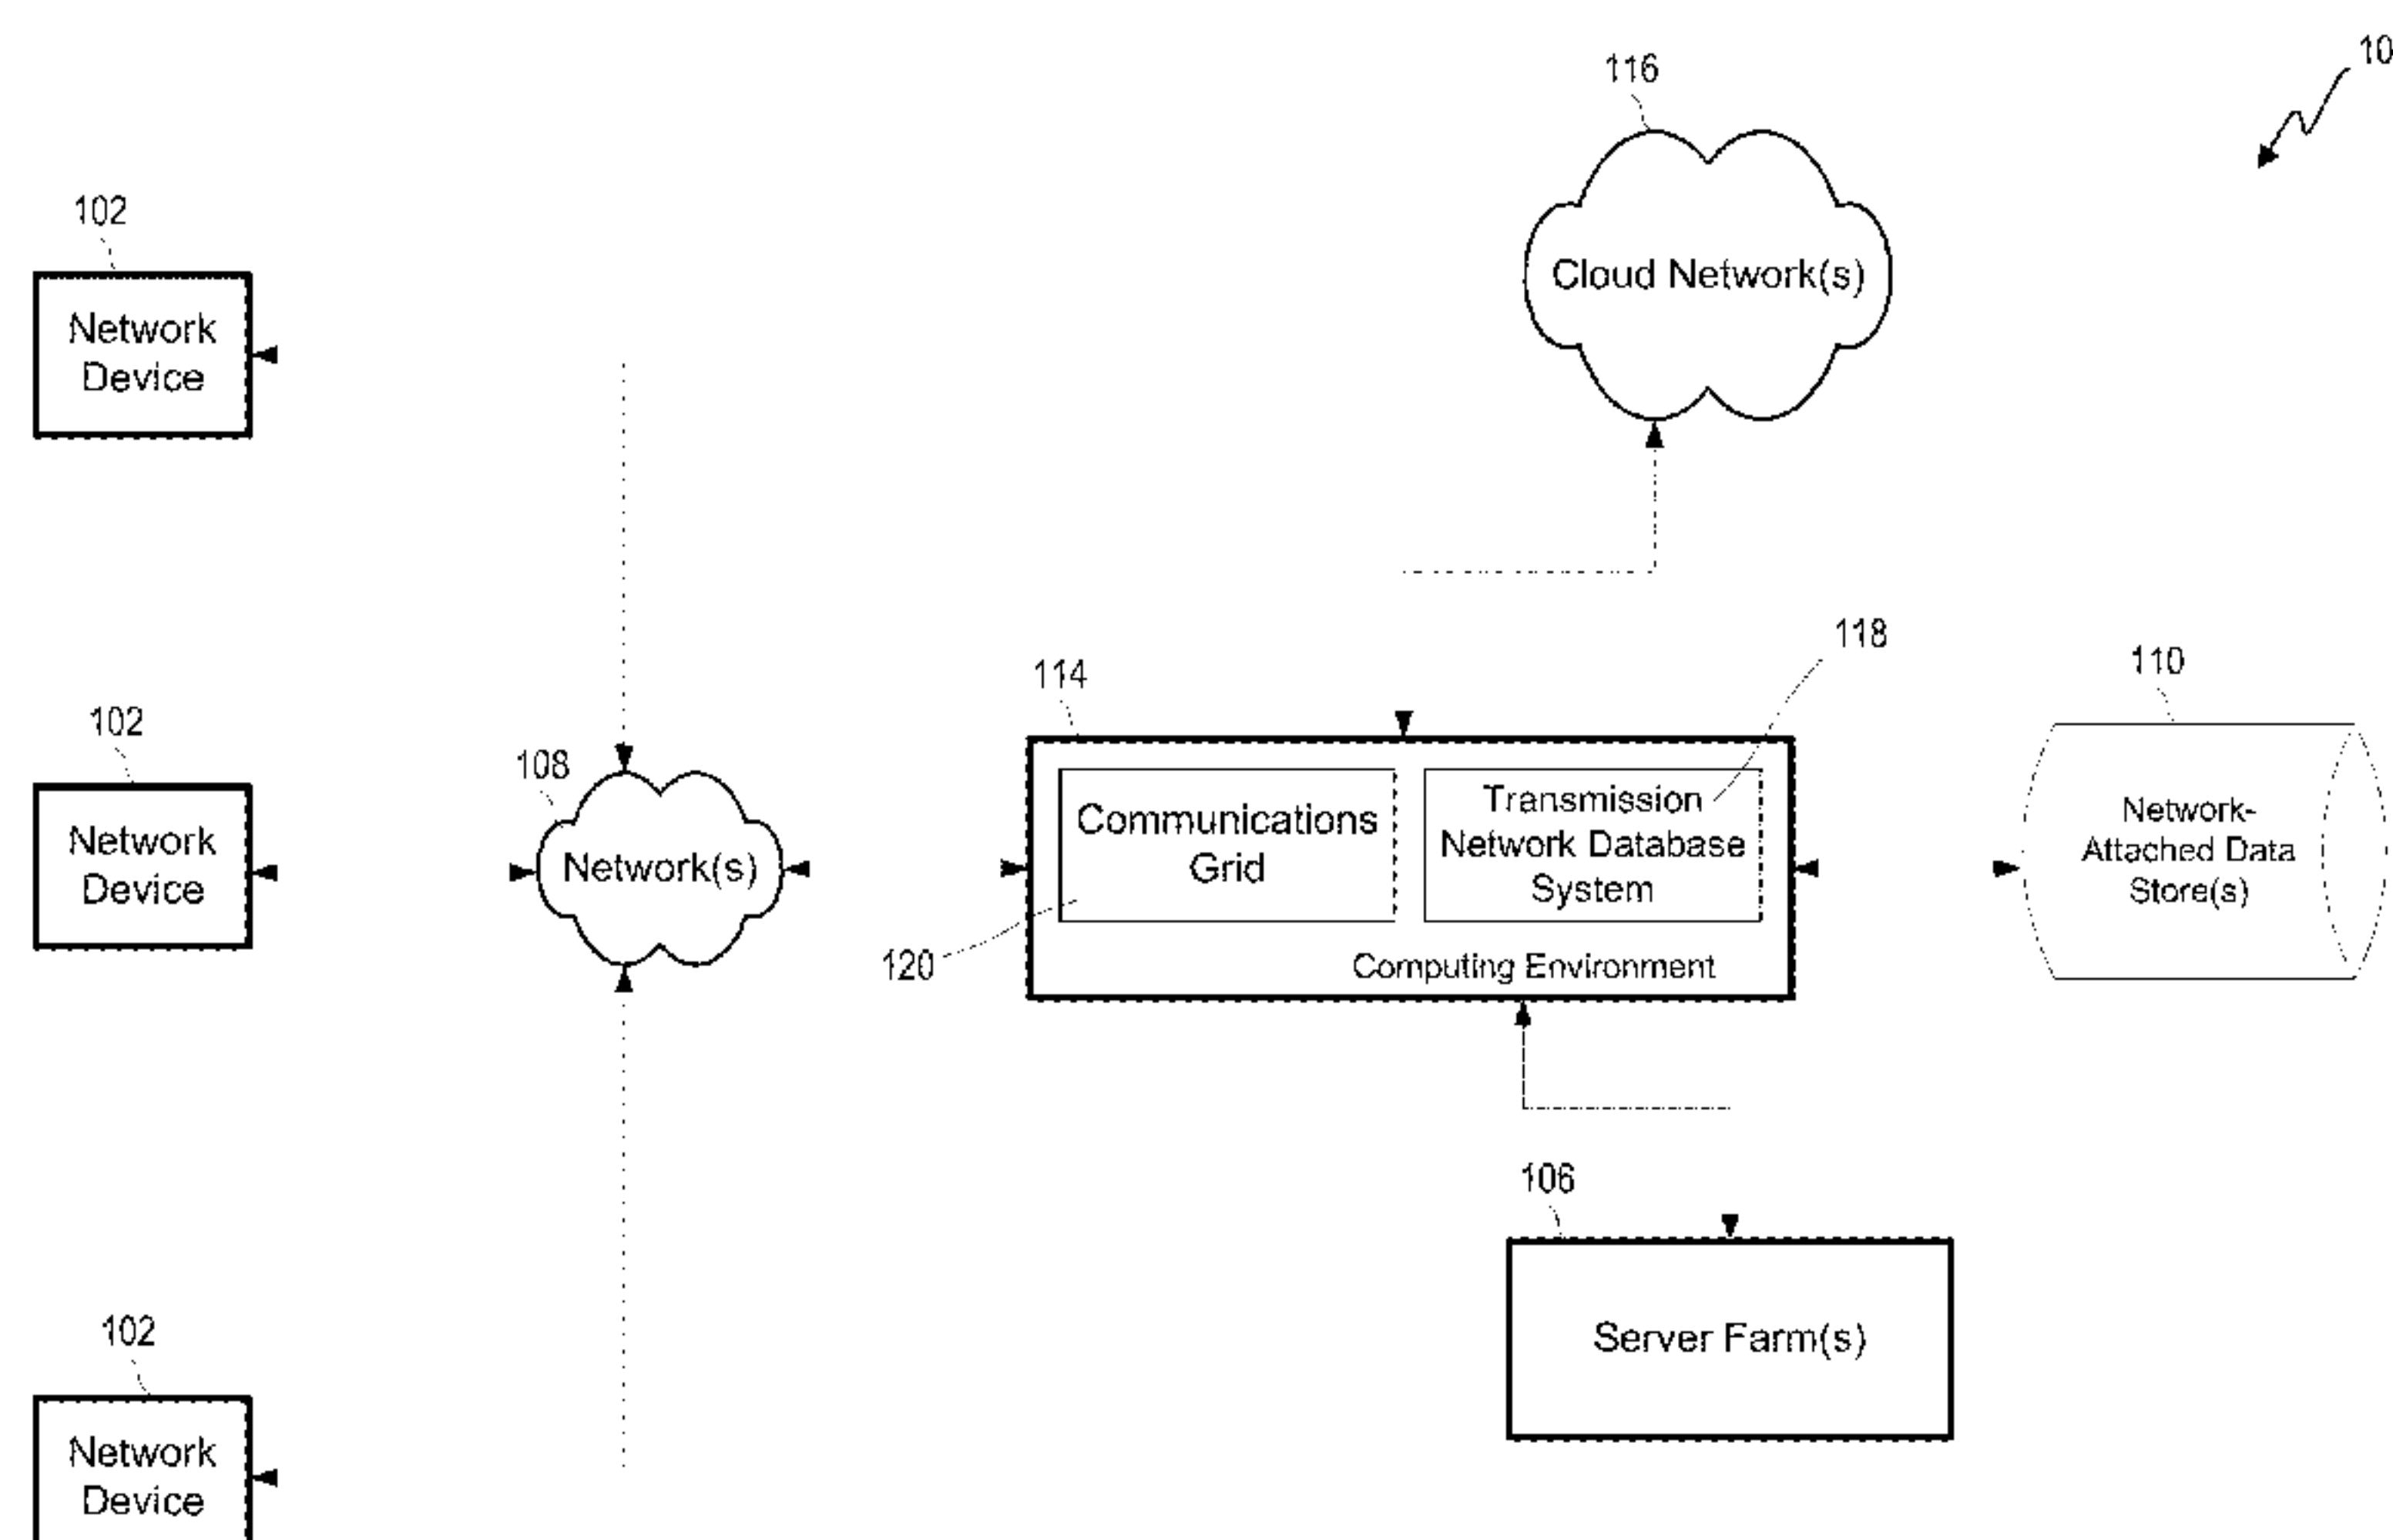 10
116
Cloud Network(s)
102
Network
Device
118
114
110
102
108
Network
Device
Network(s)
Communications
Grid
Transmission
Network Database
System
Network-
Attached Data
Store(s)
120
Computing Environment
106
Server Farm(s)
102
Network
Device